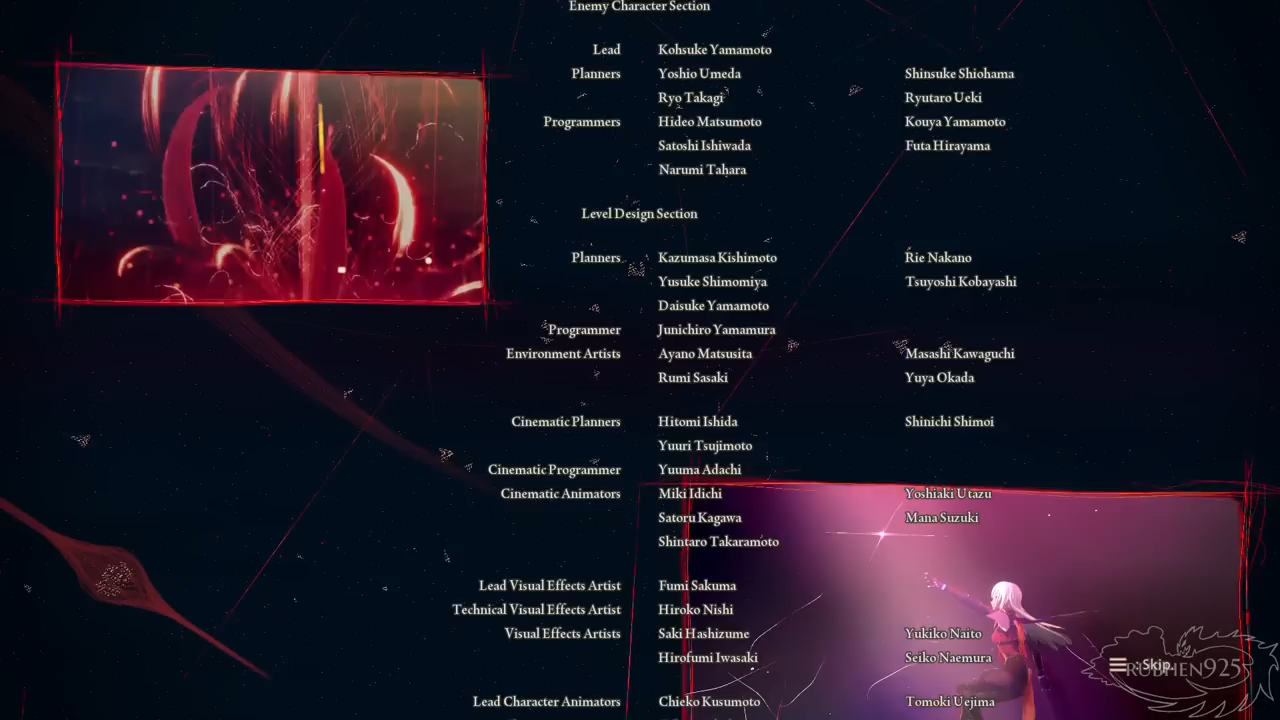 Enemy Character Section
Lead Kohsuke Yamamoto
Planners Yoshio Umeda Shinsuke Shiohama
Ryo Takagi Ryutaro Ueki
Programmers Hideo Matsumoto Kouya Yamamoto
Satoshi Ishiwada Futa Hirayama
Narumi Tahara
Level Design Section
Planners Kazumasa Kishimoto Rie Nakano
Yusuke Shimomiya Tsuyoshi Kobayashi
Daisuke Yamamoto
Programmer Junichiro Yamamura
Environment Artists Ayano Matsusita Masashi Kawaguchi
Rumi Sasaki Yuya Okada
Cinematic Planners Hitomi Ishida Shinichi Shimoi
Yuuri Tsujimoto
Cinematic Programmer Yuuma Adachi
Cinematic Animators Miki Idichi Yoshiaki Utazu
Satoru Kagawa Mana Suzuki
Shintaro Takaramoto
Lead Visual Effects Artist Fumi Sakuma
Technical Visual Effects Artist Hiroko Nishi
Visual Effects Artists Saki Hashizume Yukiko Naito
Hirofumi Iwasaki Seiko Naemura
: Skip
RUBHEN925
Lead Character Animators Chieko Kusumoto Tomoki Uejima